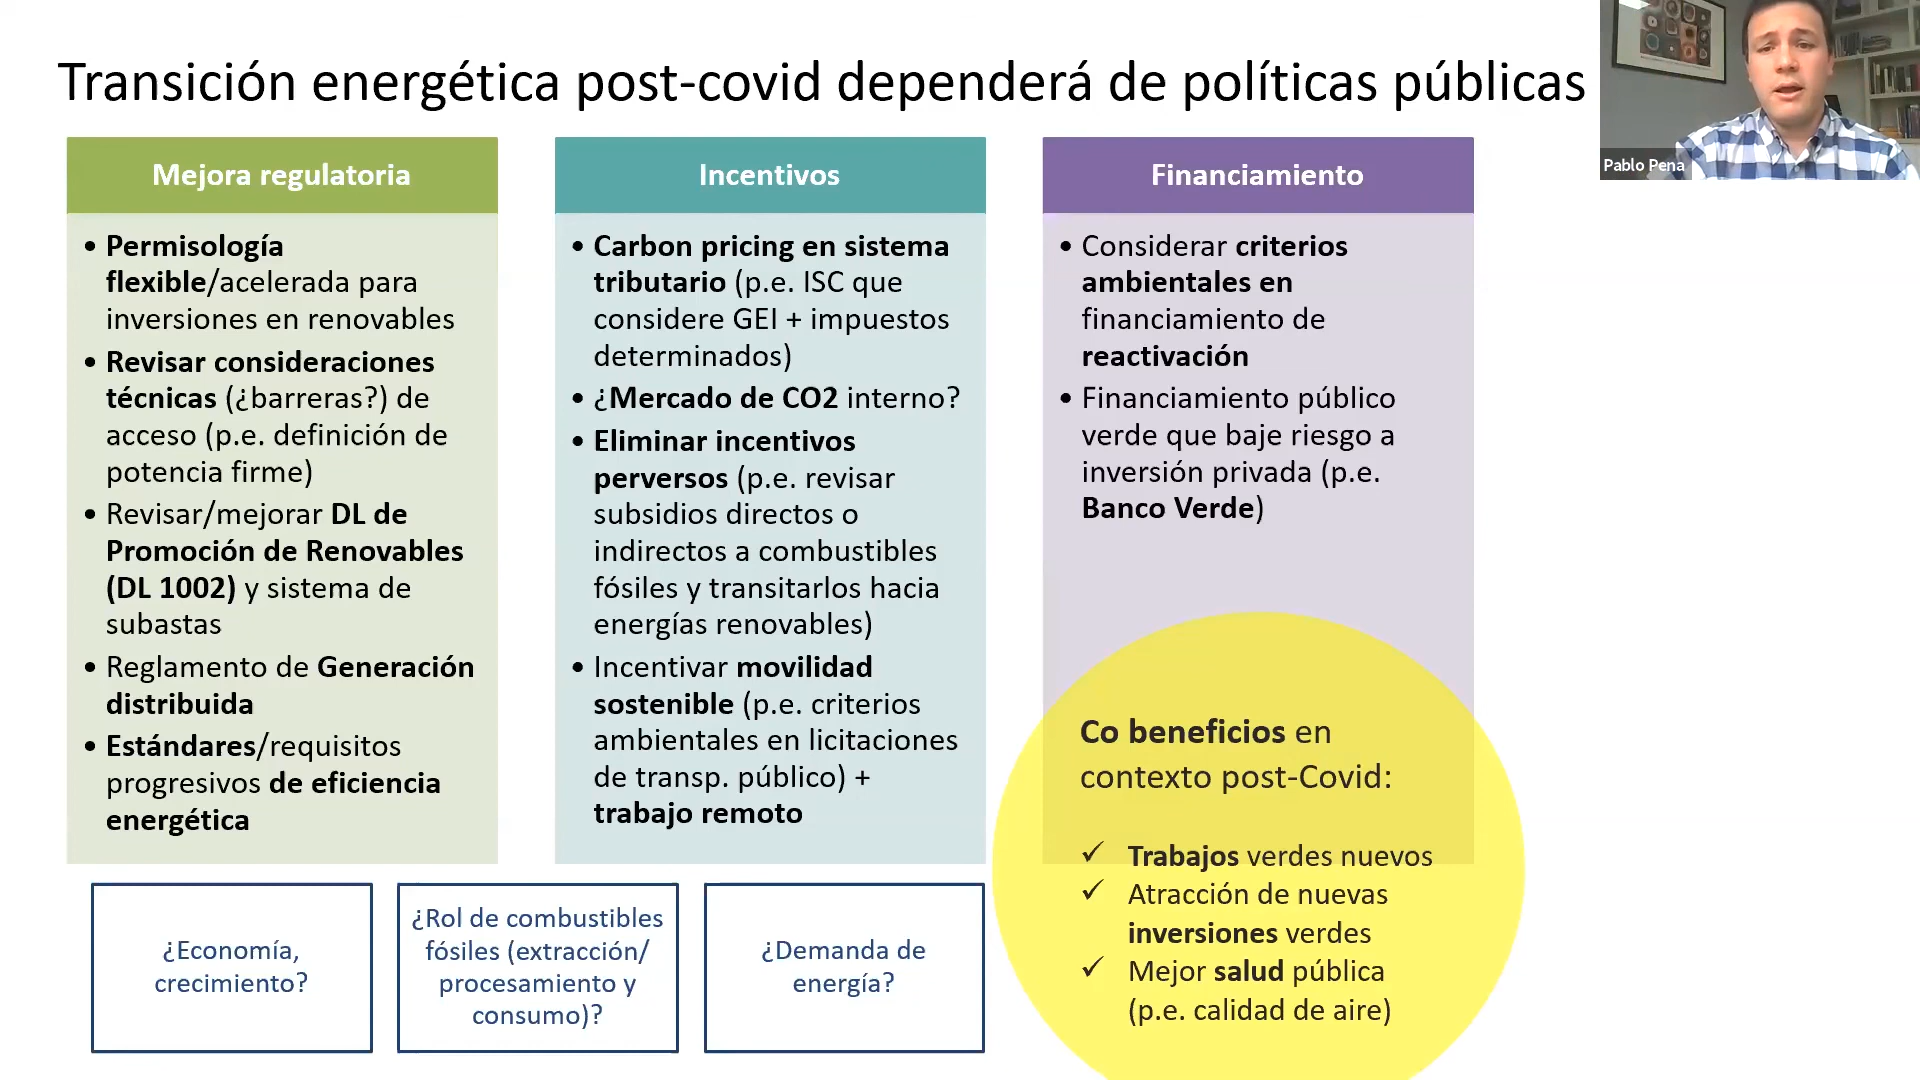 Transición energética post-covid dependerá de políticas públicas
Pablo Pena
Mejora regulatoria
• Permisología
flexible/acelerada para
inversiones en renovables
• Revisar consideraciones
técnicas (¿barreras?) de
acceso (p.e. definición de
potencia firme)
• Revisar/mejorar DL de
Promoción de Renovables
(DL 1002) y sistema de
subastas
• Reglamento de Generación
distribuida
• Estándares/requisitos
progresivos de eficiencia
energética
Incentivos
• Carbon pricing en sistema
tributario (p.e. ISC que
considere GEI + impuestos
determinados)
• ¿Mercado de CO2 interno?
• Eliminar incentivos
perversos (p.e. revisar
subsidios directos o
indirectos a combustibles
fósiles y transitarlos hacia
energías renovables)
• Incentivar movilidad
sostenible (p.e. criterios
ambientales en licitaciones
de transp. público) +
trabajo remoto
Financiamiento
• Considerar criterios
ambientales en
financiamiento de
reactivación
• Financiamiento público
verde que baje riesgo a
inversión privada (p.e.
Banco Verde)
Co beneficios en
contexto post-Covid:
✓ Trabajos verdes nuevos
✓ Atracción de nuevas
inversiones verdes
✓ Mejor salud pública
(p.e. calidad de aire)
¿Economía,
crecimiento?
¿Rol de combustibles
fósiles (extracción/
procesamiento y
consumo)?
¿Demanda de
energía?